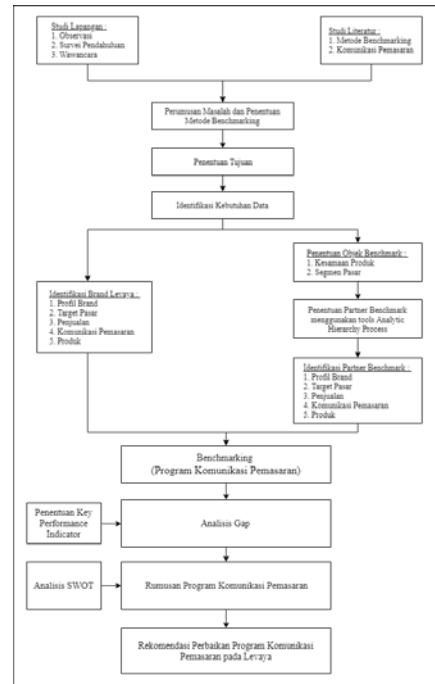 Studi Lapangan :
1. Observasi
2. Survei Pendahuluan
3. Wawancara
Studi Literatur :
1. Metode Benchmarking
2. Komunikasi Pemasaran
Perumusan Masalah dan Penentuan
Metode Benchmarking
Penentuan Tujuan
Identifikasi Kebutuhan Data
Penentuan Objek Benchmark :
1. Kesamaan Produk
2. Segmen Pasar
Identifikasi Brand Levaya :
1. Profil Brand
2. Target Pasar
3. Penjualan
4. Komunikasi Pemasaran
5. Produk
Penentuan Partner Benchmark
menggunakan tools Analytic
Hierarchy Process
Identifikasi Partner Benchmark :
1. Profil Brand
2. Target Pasar
3. Penjualan
4. Komunikasi Pemasaran
5. Produk
Benchmarking
(Program Komunikasi Pemasaran)
Penentuan Key
Performance
Indicator
Analisis Gap
Analisis SWOT
Rumusan Program Komunikasi Pemasaran
Rekomendasi Perbaikan Program Komunikasi
Pemasaran pada Levaya